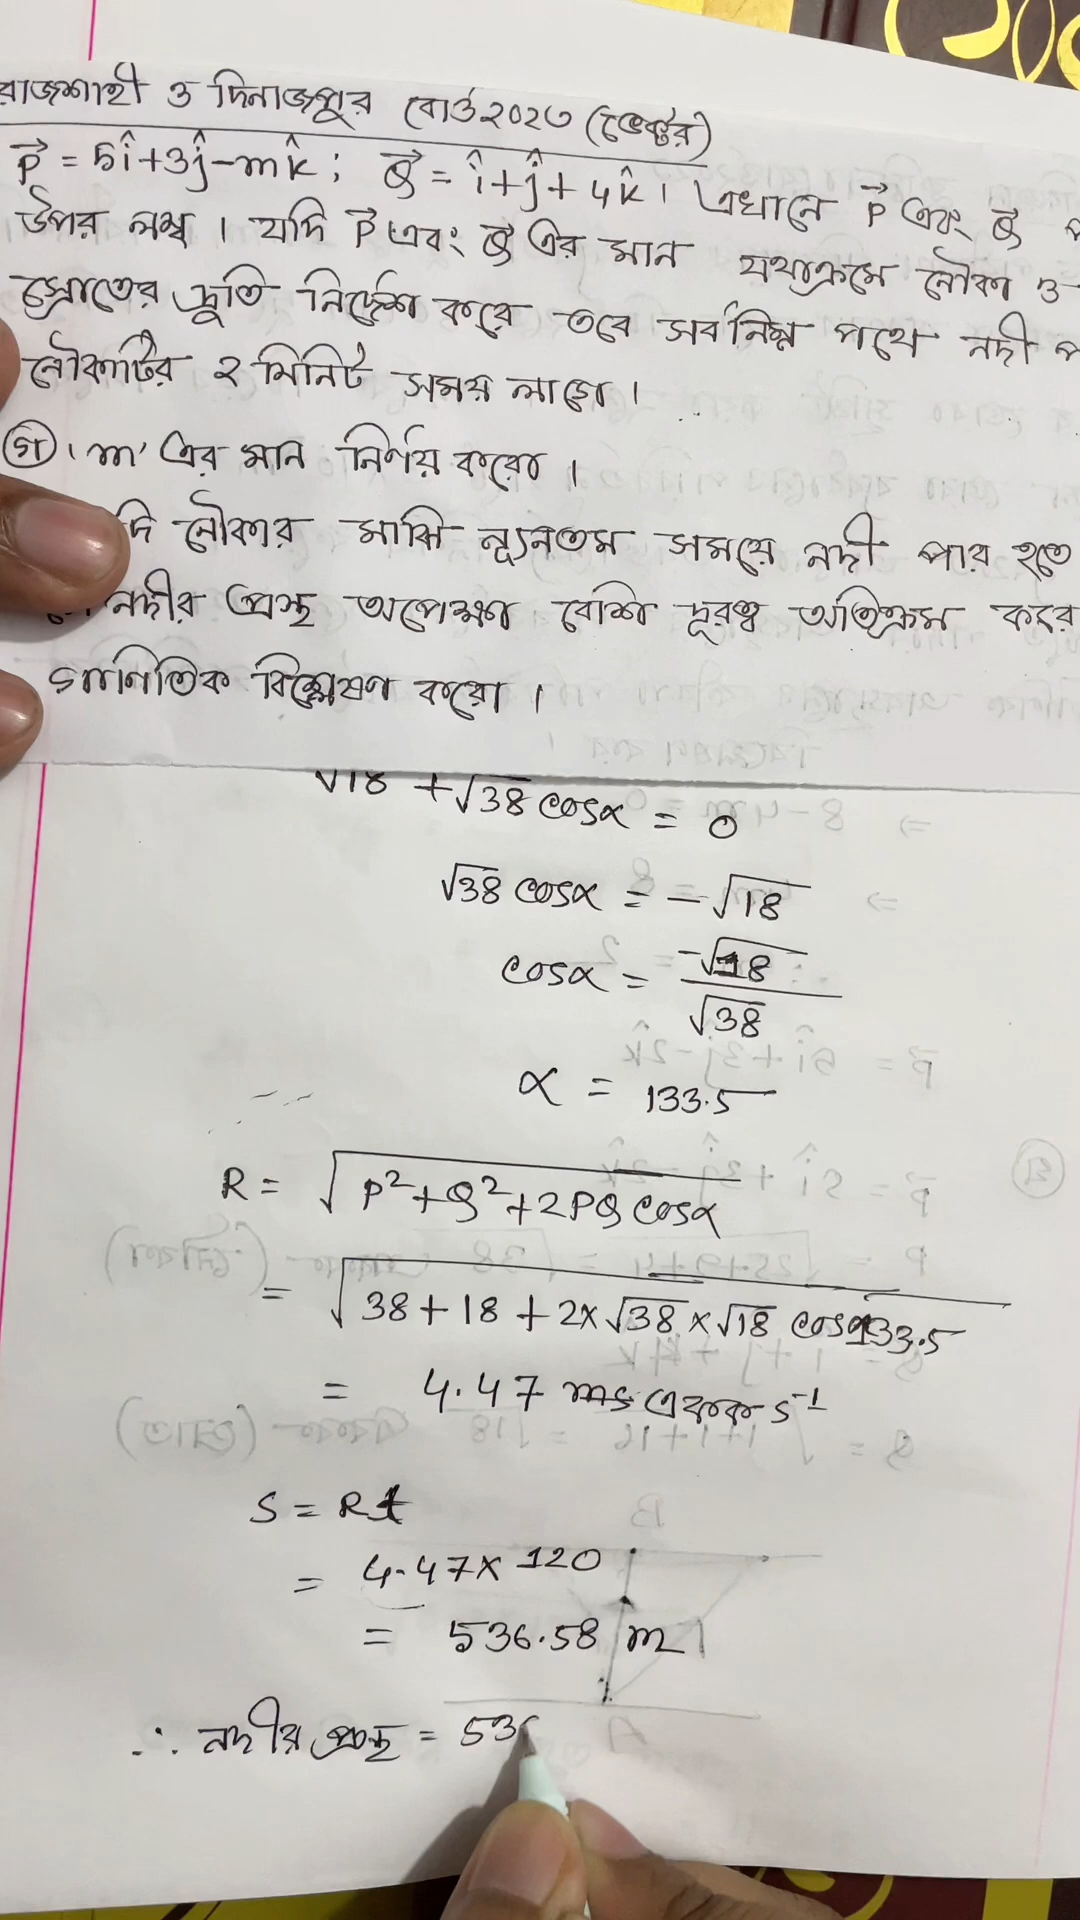 রাজশাহী ও দিনাজপুর বোর্ড ২০২৩ (ভেক্টর)
P⃗ = 5î+3ĵ-mk̂ ; Q⃗ = î+ĵ+4k̂। এখানে P⃗ এবং Q⃗
উপর লম্ব । যদি P⃗ এবং Q⃗ এর মান যথাক্রমে নৌকা ও
স্রোতের দ্রুতি নির্দেশ করে তবে সর্বনিম্ন পথে নদী
নৌকাটির ২ মিনিট সময় লাগে ।
গ। 'm' এর মান নির্ণয় করো ।
নৌকার মাঝি ন্যূনতম সময়ে নদী পার হতে
নদীর প্রস্থ অপেক্ষা বেশি দূরত্ব অতিক্রম
গাণিতিক বিশ্লেষণ করো ।
√18 + √38 cosα = 0
√38 cosα = -√18
cosα = -√18 / √38
α = 133.5
R = √P²+Q²+2PQ cosα
= √38+18+2×√38×√18 cos133.5
= 4.47 একক s⁻¹
S = Rt
= 4.47×120
= 536.58 m
∴ নদীর প্রস্থ = 53